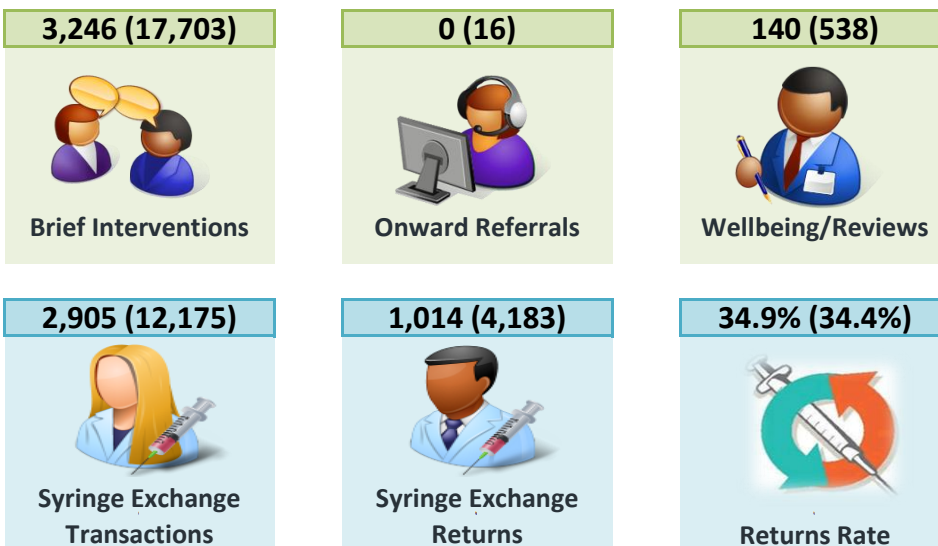 3,246 (17,703)
Brief Interventions
0 (16)
Onward Referrals
140 (538)
Wellbeing/Reviews
2,905 (12,175)
Syringe Exchange
Transactions
1,014 (4,183)
Syringe Exchange
Returns
34.9% (34.4%)
Returns Rate